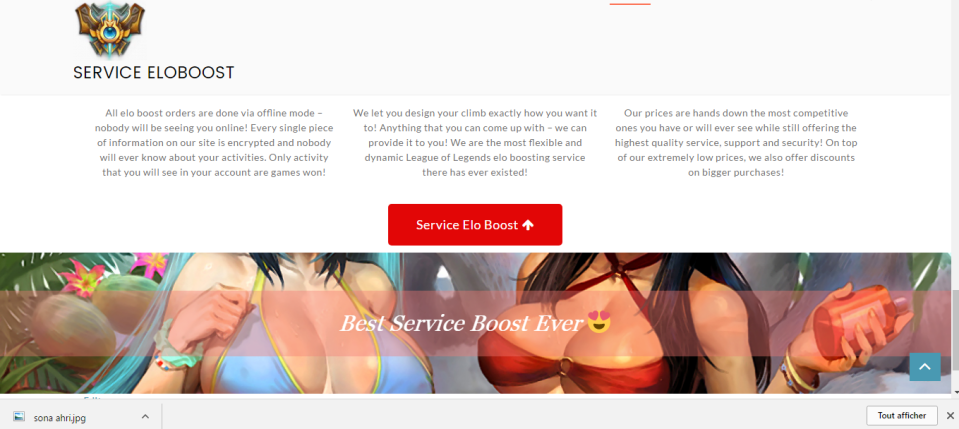 SERVICE ELOBOOST
All elo boost orders are done via offline mode –
nobody will be seeing you online! Every single piece
of information on our site is encrypted and nobody
will ever know about your activities. Only activity
that you will see in your account are games won!
We let you design your climb exactly how you want it
to! Anything that you can come up with – we can
provide it to you! We are the most flexible and
dynamic League of Legends elo boosting service
there has ever existed!
Our prices are hands down the most competitive
ones you have or will ever see while still offering the
highest quality service, support and security! On top
of our extremely low prices, we also offer discounts
on bigger purchases!
Service Elo Boost
Best Service Boost Ever 😍
sona ahri.jpg
Tout afficher